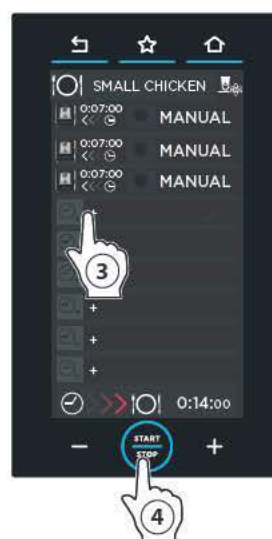 SMALL CHICKEN
0:07:00 MANUAL
<<
0:07:00 MANUAL
<<
0:07:00 MANUAL
<<
+
3
+
+
>>> 0:14:00
− START +
STOP
4